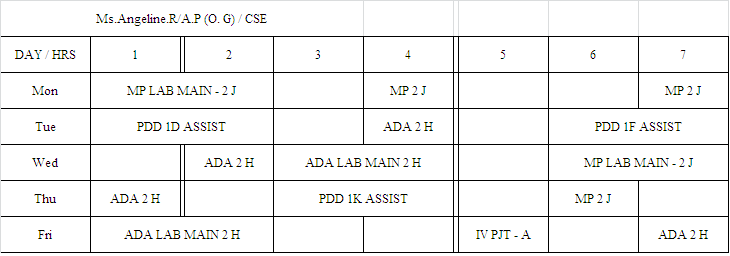 Ms.Angeline.R/A.P (O. G) / CSE
DAY / HRS 1 2 3 4 5 6 7
Mon MP LAB MAIN - 2 J MP 2 J MP 2 J
Tue PDD 1D ASSIST ADA 2 H PDD 1F ASSIST
Wed ADA 2 H ADA LAB MAIN 2 H MP LAB MAIN - 2 J
Thu ADA 2 H PDD 1K ASSIST MP 2 J
Fri ADA LAB MAIN 2 H IV PJT - A ADA 2 H